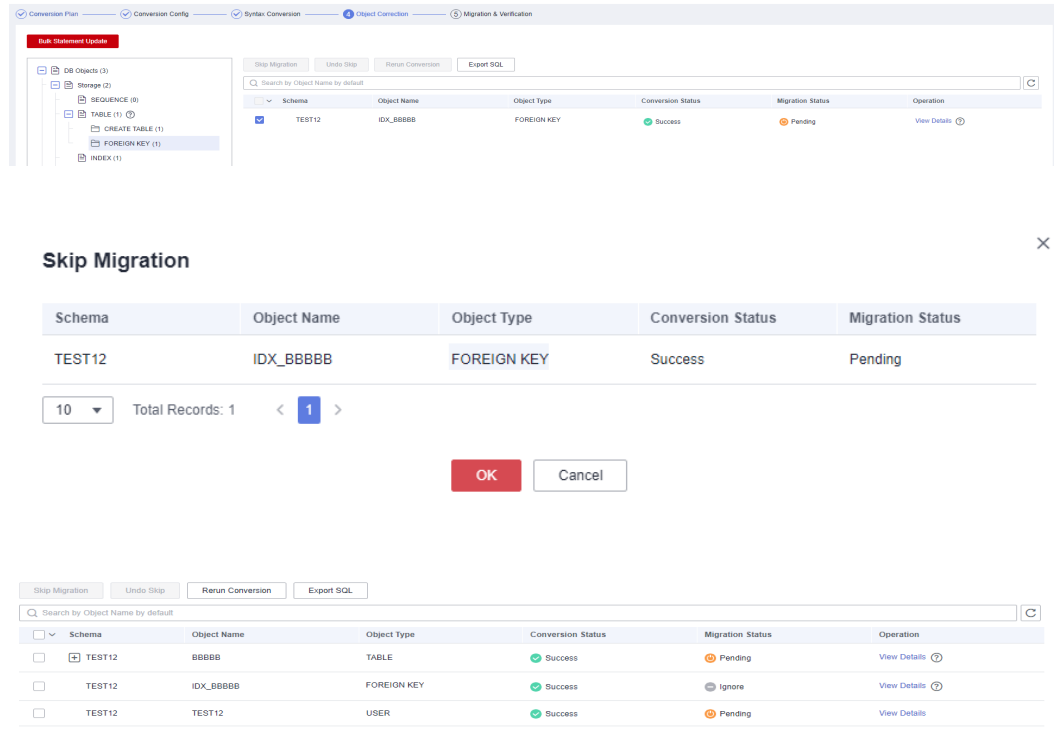 Conversion Plan Conversion Config Syntax Conversion 4 Object Correction 5 Migration & Verification
Bulk Statement Update
DB Objects (3)
Storage (2)
SEQUENCE (0)
TABLE (1)
CREATE TABLE (1)
FOREIGN KEY (1)
INDEX (1)
Skip Migration Undo Skip Rerun Conversion Export SQL
Search by Object Name by default
Schema Object Name Object Type Conversion Status Migration Status Operation
TEST12 IDX_BBBBB FOREIGN KEY Success Pending View Details
Skip Migration
Schema Object Name Object Type Conversion Status Migration Status
TEST12 IDX_BBBBB FOREIGN KEY Success Pending
10 Total Records: 1 < 1 >
OK Cancel
Skip Migration Undo Skip Rerun Conversion Export SQL
Search by Object Name by default
Schema Object Name Object Type Conversion Status Migration Status Operation
TEST12 BBBBB TABLE Success Pending View Details
TEST12 IDX_BBBBB FOREIGN KEY Success Ignore View Details
TEST12 TEST12 USER Success Pending View Details